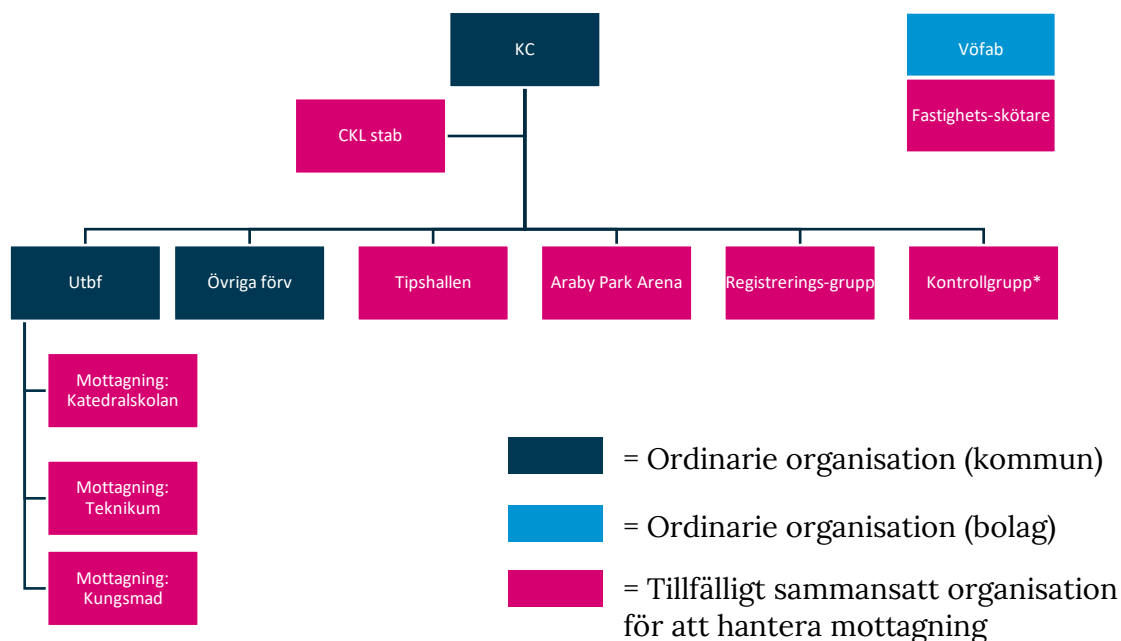 KC
Vöfab
Fastighets-skötare
CKL stab
Utbf
Övriga förv
Tipshallen
Araby Park Arena
Registrerings-grupp
Kontrollgrupp*
Mottagning:
Katedralskolan
Mottagning:
Teknikum
Mottagning:
Kungsmad
= Ordinarie organisation (kommun)
= Ordinarie organisation (bolag)
= Tillfälligt sammansatt organisation
för att hantera mottagning